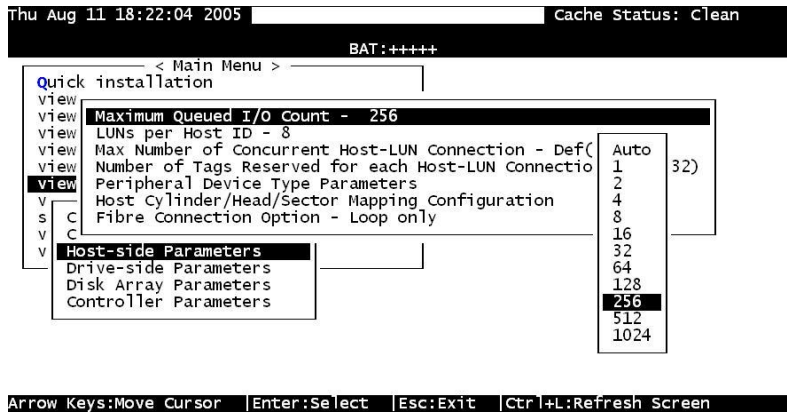 Thu Aug 11 18:22:04 2005 Cache Status: Clean
BAT:+++++
< Main Menu >
Quick installation
view
view Maximum Queued I/O Count - 256
view LUNs per Host ID - 8
view Max Number of Concurrent Host-LUN Connection - Def( Auto
view Number of Tags Reserved for each Host-LUN Connectio 1 32)
view Peripheral Device Type Parameters 2
v Host Cylinder/Head/Sector Mapping Configuration 4
s C Fibre Connection Option - Loop only 8
v C 16
v Host-side Parameters 32
Drive-side Parameters 64
Disk Array Parameters 128
Controller Parameters 256
512
1024
Arrow Keys:Move Cursor |Enter:Select |Esc:Exit |Ctrl+L:Refresh Screen